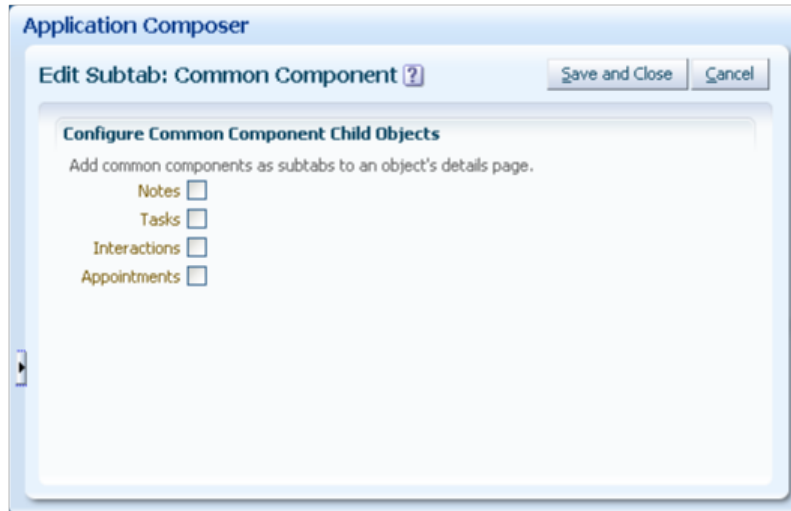 Application Composer
Edit Subtab: Common Component ?
Save and Close Cancel
Configure Common Component Child Objects
Add common components as subtabs to an object's details page.
Notes
Tasks
Interactions
Appointments